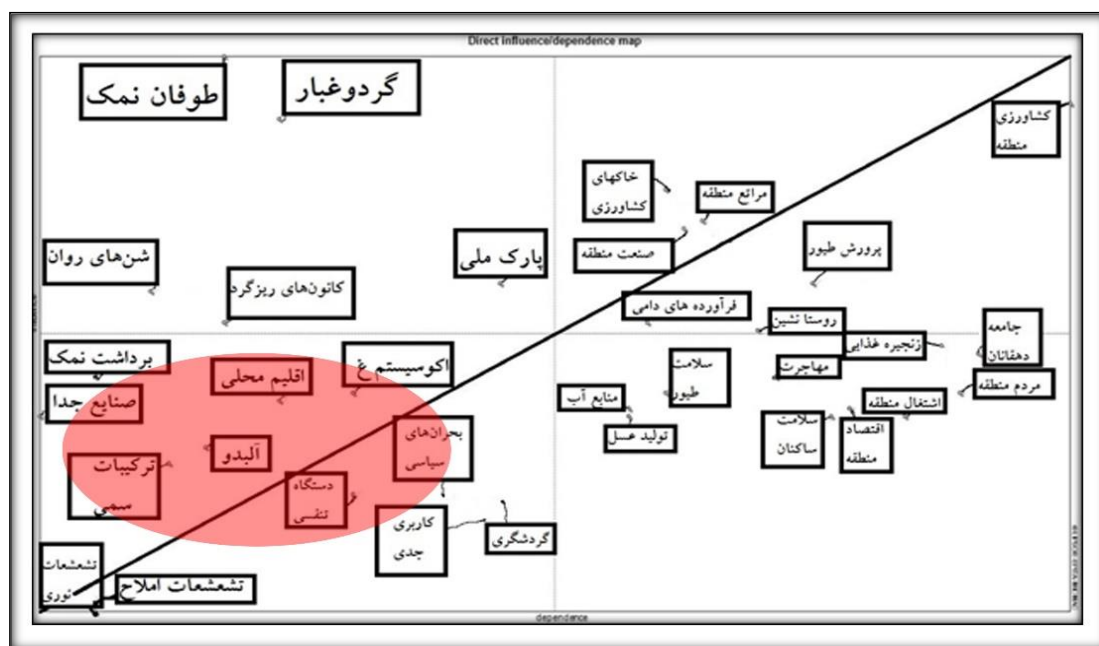 Direct influence/dependence map
گردوغبار
طوفان نمک
کشاورزی
منطقه
خاکهای
کشاورزی
مراتع منطقه
پرورش طیور
صنعت منطقه
پارک ملی
شن‌های روان
کانون‌های ریزگرد
فرآورده های دامی
روستا نشین
زنجیره غذایی
جامعه
دهقانان
برداشت نمک
اقلیم محلی
اکوسیستم غ
سلامت
طیور
مهاجرت
مردم منطقه
صنایع جدا
منابع آب
اشتغال منطقه
تولید عسل
سلامت
ساکنان
اقتصاد
منطقه
بحران‌های
سیاسی
آلبدو
ترکیبات
سمی
دستگاه
تنفسی
کاربری
جدی
گردشگری
تشعشعات
نوری
تشعشعات املاح
dependence